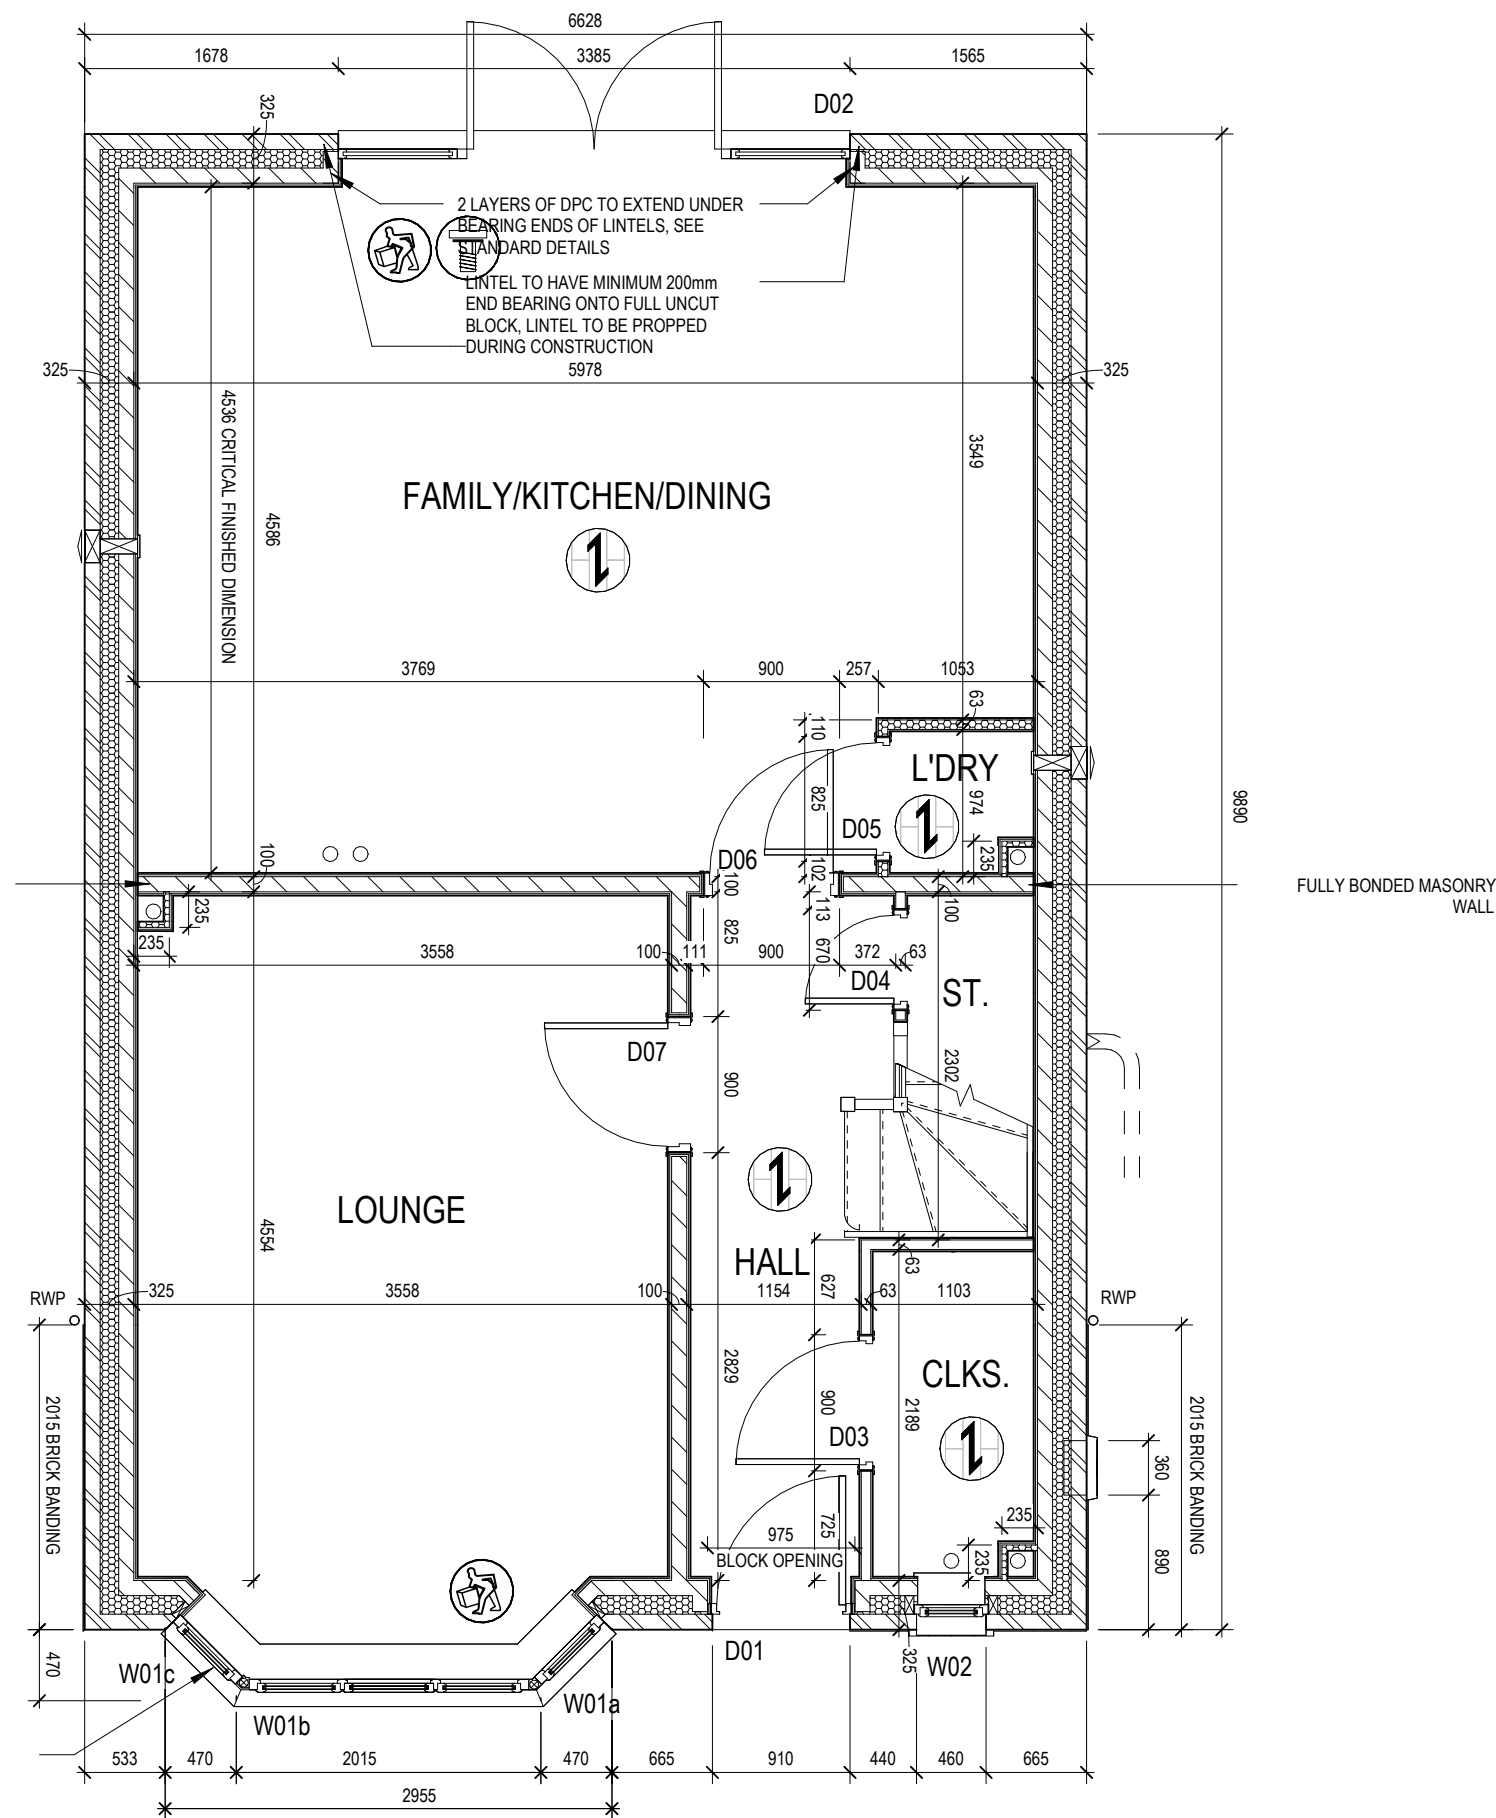 6628
1678
3385
1565
D02
325
2 LAYERS OF DPC TO EXTEND UNDER
BEARING ENDS OF LINTELS, SEE
STANDARD DETAILS
LINTEL TO HAVE MINIMUM 200mm
END BEARING ONTO FULL UNCUT
BLOCK, LINTEL TO BE PROPPED
DURING CONSTRUCTION
325
5978
325
4536 CRITICAL FINISHED DIMENSION
4586
3549
FAMILY/KITCHEN/DINING
3769
900
257
1053
63
110
L'DRY
974
825
D05
9890
D06
100
102
235
100
FULLY BONDED MASONRY
WALL
235
235
825
113
100
3558
100
111
900
670
372
63
D04
ST.
D07
900
2302
LOUNGE
4554
HALL
63
627
RWP
325
3558
100
1154
63
1103
RWP
2829
CLKS.
2015 BRICK BANDING
900
2189
D03
360
2015 BRICK BANDING
235
725
975
BLOCK OPENING
235
890
470
W01c
W01b
W01a
D01
325
W02
533
470
2015
470
665
910
440
460
665
2955